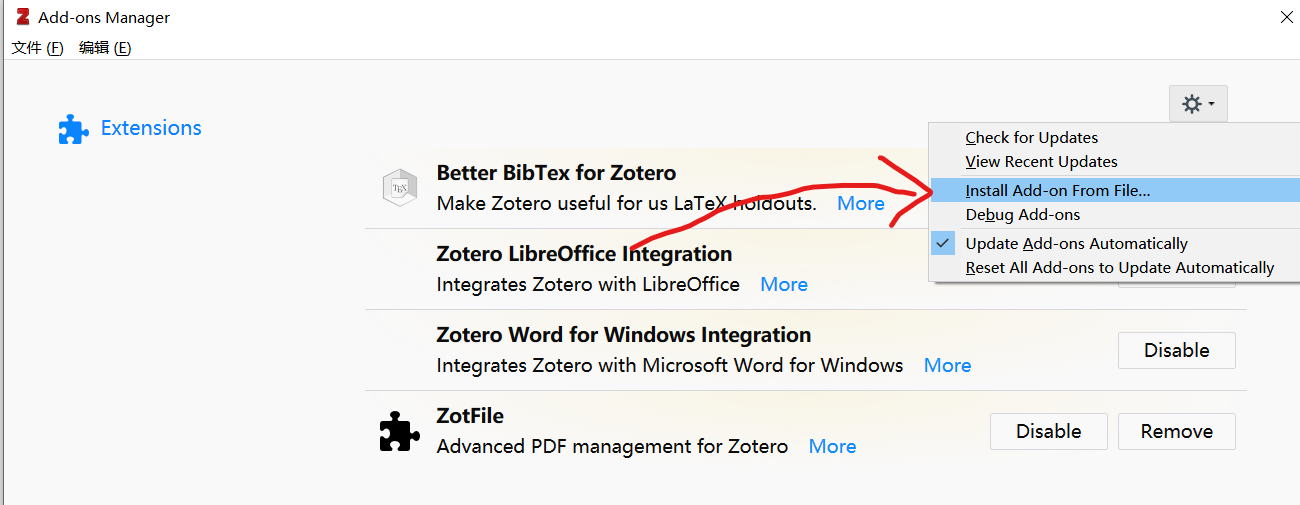 Add-ons Manager
文件 (F) 编辑 (E)
Extensions
Check for Updates
View Recent Updates
Install Add-on From File...
Debug Add-ons
Update Add-ons Automatically
Reset All Add-ons to Update Automatically
Better BibTex for Zotero
Make Zotero useful for us LaTeX holdouts. More
Zotero LibreOffice Integration
Integrates Zotero with LibreOffice More
Zotero Word for Windows Integration
Integrates Zotero with Microsoft Word for Windows More
Disable
ZotFile
Advanced PDF management for Zotero More
Disable Remove